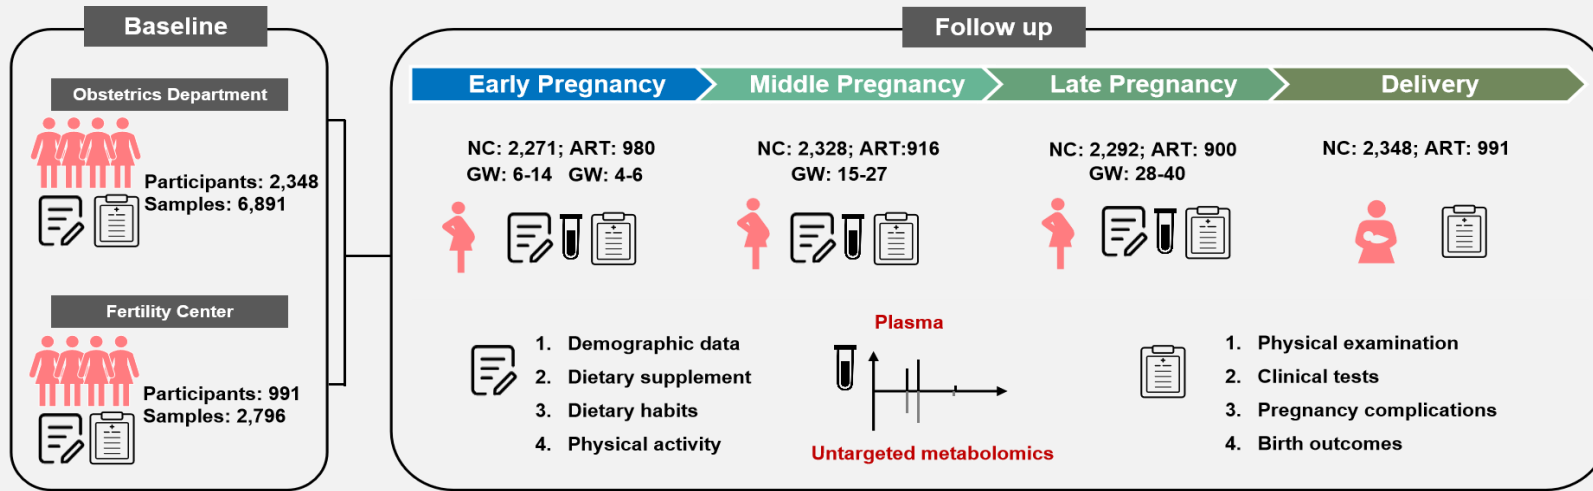 Baseline
Obstetrics Department
Participants: 2,348
Samples: 6,891
Fertility Center
Participants: 991
Samples: 2,796
Follow up
Early Pregnancy
Middle Pregnancy
Late Pregnancy
Delivery
NC: 2,271; ART: 980
GW: 6-14 GW: 4-6
NC: 2,328; ART:916
GW: 15-27
NC: 2,292; ART: 900
GW: 28-40
NC: 2,348; ART: 991
1. Demographic data
2. Dietary supplement
3. Dietary habits
4. Physical activity
Plasma
Untargeted metabolomics
1. Physical examination
2. Clinical tests
3. Pregnancy complications
4. Birth outcomes